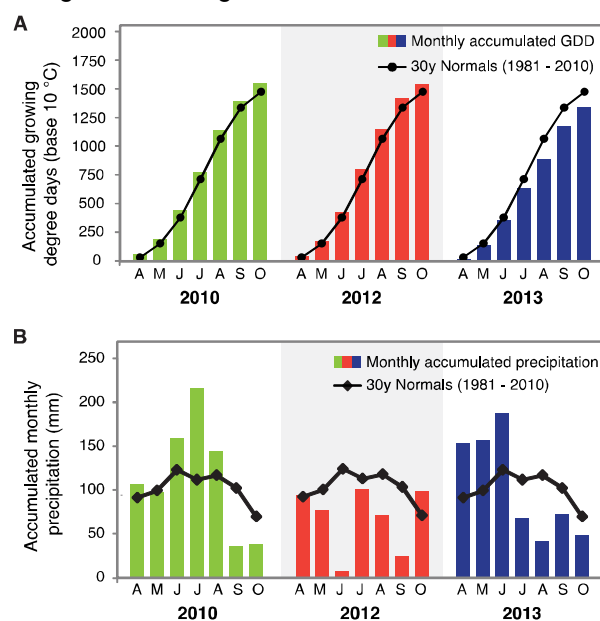 A
2000
1750
1500
1250
1000
750
500
250
0
Accumulated growing
degree days (base 10 °C)
Monthly accumulated GDD
30y Normals (1981 - 2010)
A M J J A S O A M J J A S O A M J J A S O
2010 2012 2013
B
250
200
150
100
50
0
Accumulated monthly
precipitation (mm)
Monthly accumulated precipitation
30y Normals (1981 - 2010)
A M J J A S O A M J J A S O A M J J A S O
2010 2012 2013